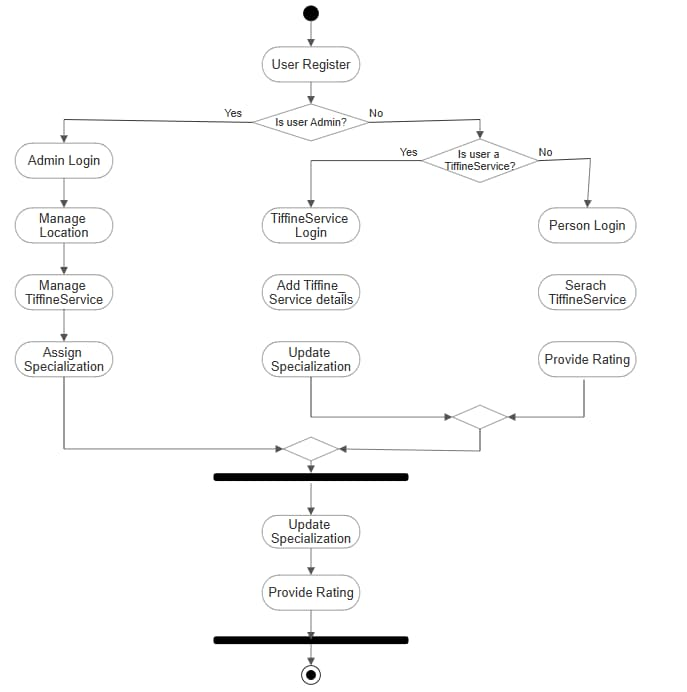 User Register
Yes
No
Is user Admin?
Admin Login
Yes
No
Is user a
TiffineService?
Manage
Location
TiffineService
Login
Person Login
Manage
TiffineService
Add Tiffine_
Service details
Serach
TiffineService
Assign
Specialization
Update
Specialization
Provide Rating
Update
Specialization
Provide Rating